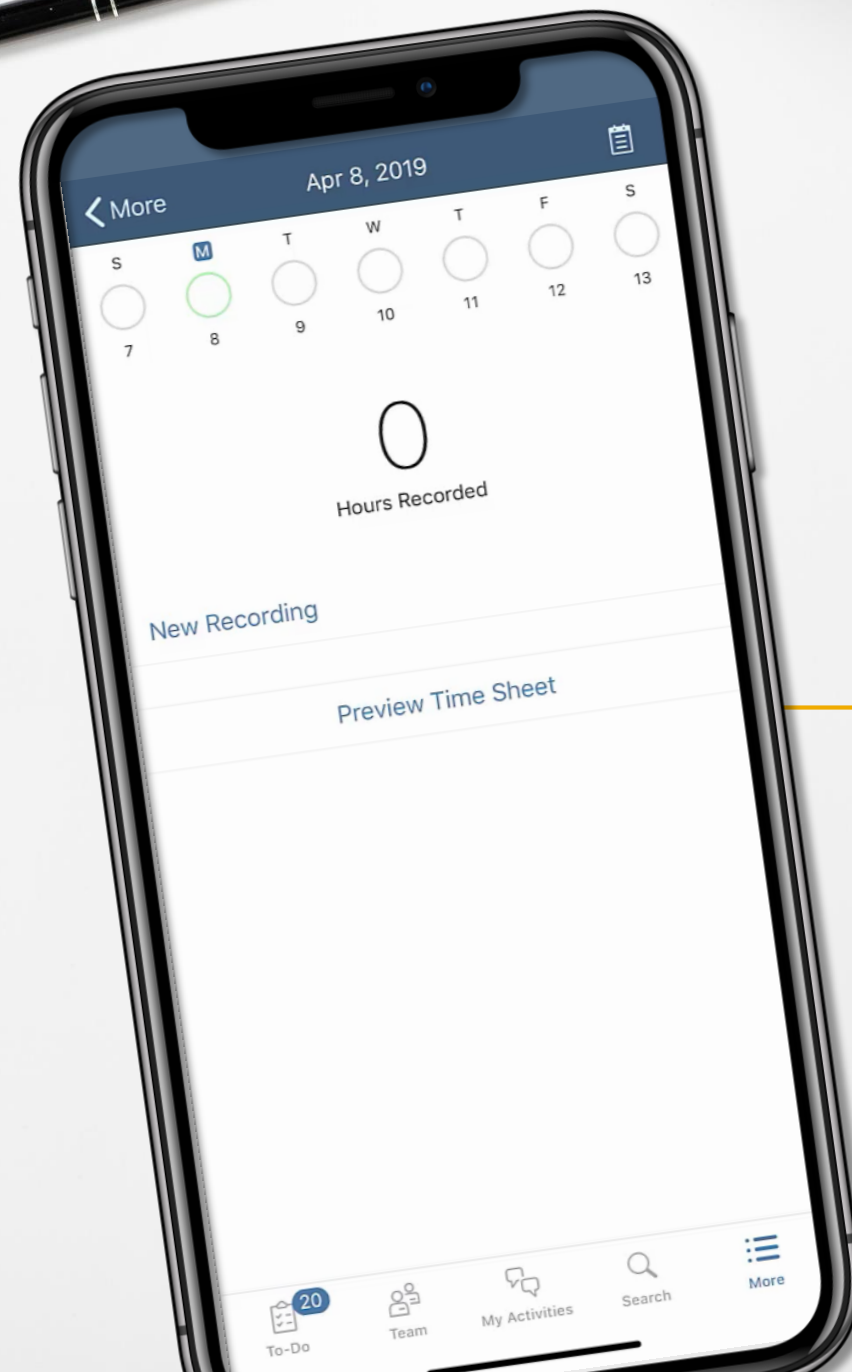 More
Apr 8, 2019
S M T W T F S
7 8 9 10 11 12 13
0
Hours Recorded
New Recording
Preview Time Sheet
20
To-Do Team My Activities Search More